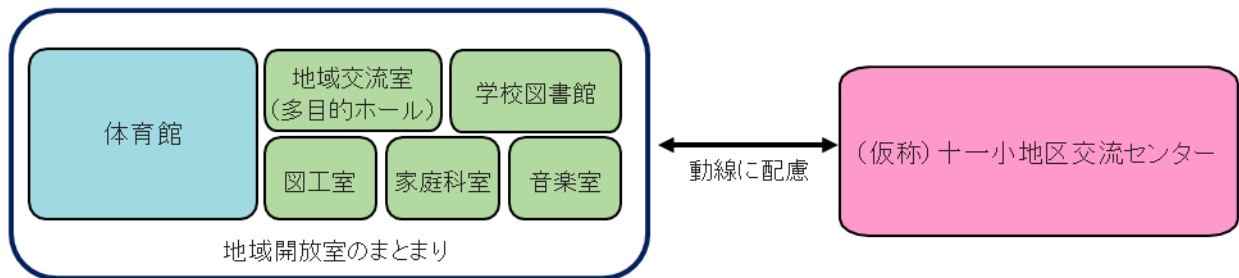 体育館
地域交流室
(多目的ホール)
学校図書館
図工室
家庭科室
音楽室
地域開放室のまとまり
動線に配慮
(仮称)十一小地区交流センター